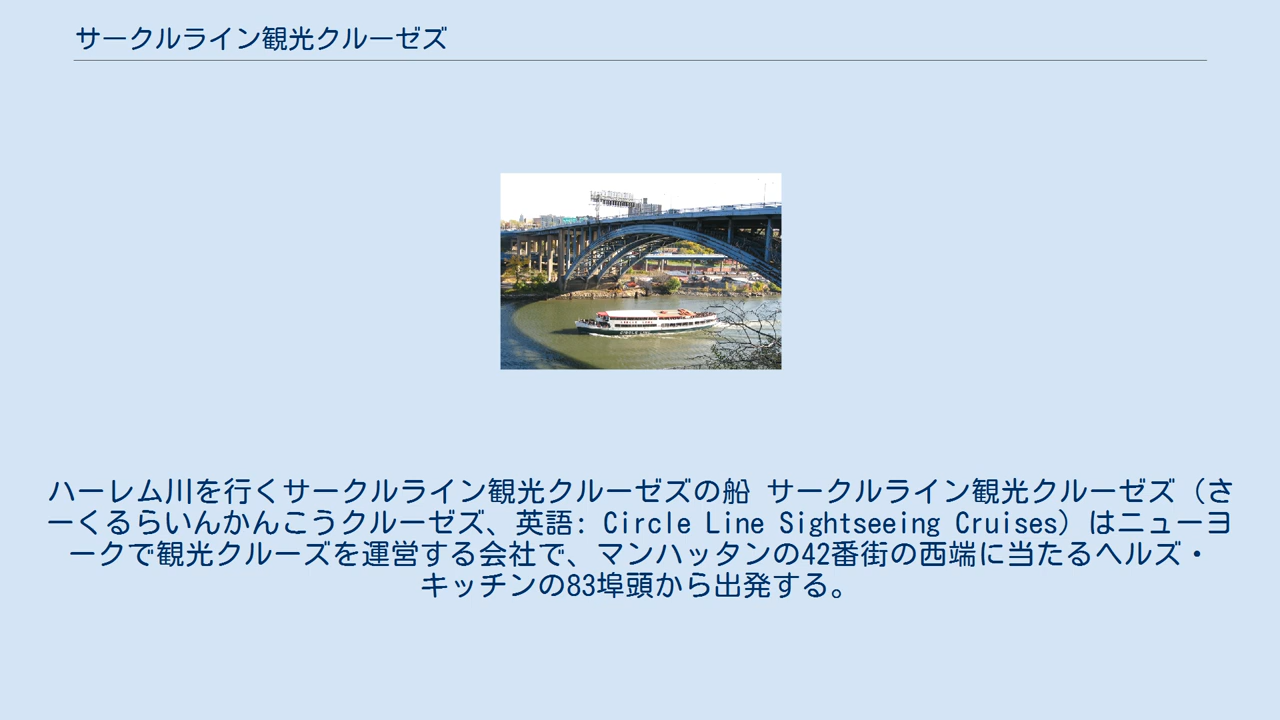 サークルライン観光クルーゼズ
ハーレム川を行くサークルライン観光クルーゼズの船 サークルライン観光クルーゼズ（さ
ーくるらいんかんこうクルーゼズ、英語: Circle Line Sightseeing Cruises）はニューヨ
ークで観光クルーズを運営する会社で、マンハッタンの42番街の西端に当たるヘルズ・
キッチンの83埠頭から出発する。